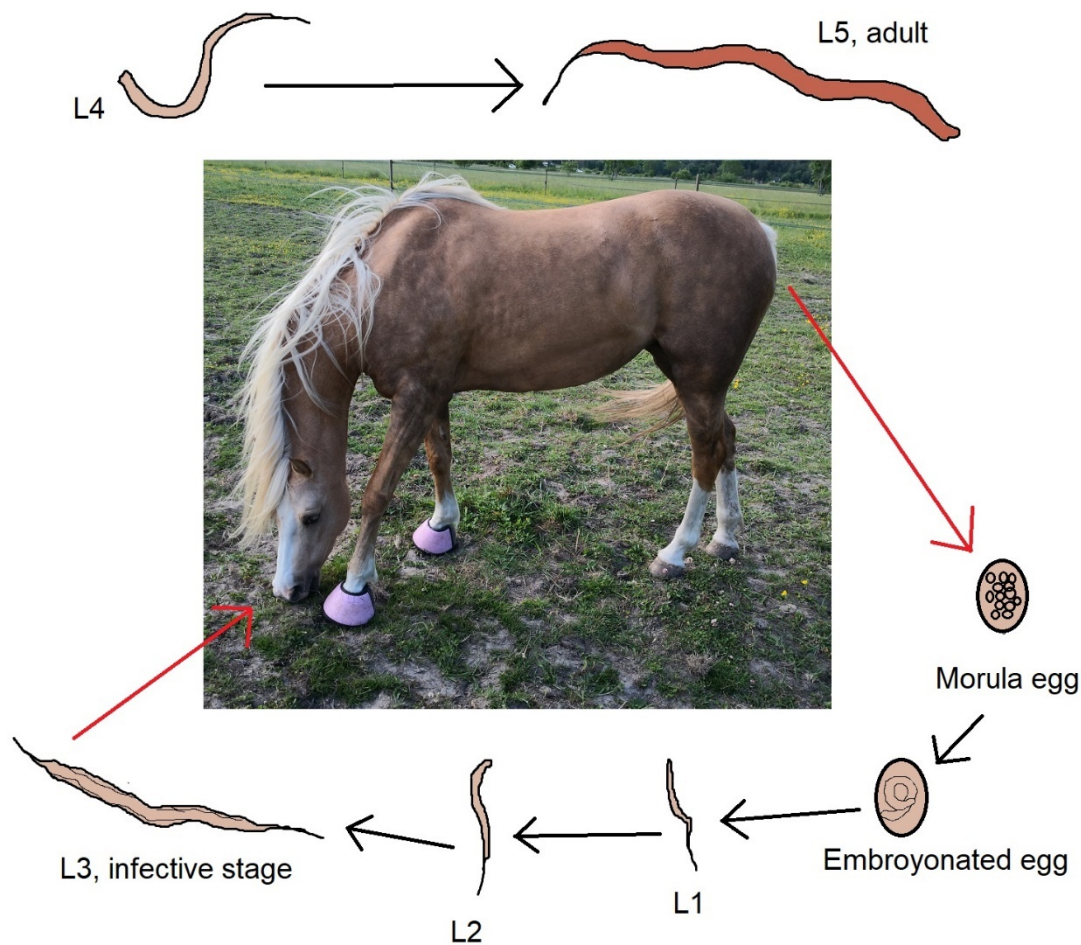 L5, adult
L4
Morula egg
Embroyonated egg
L3, infective stage
L1
L2